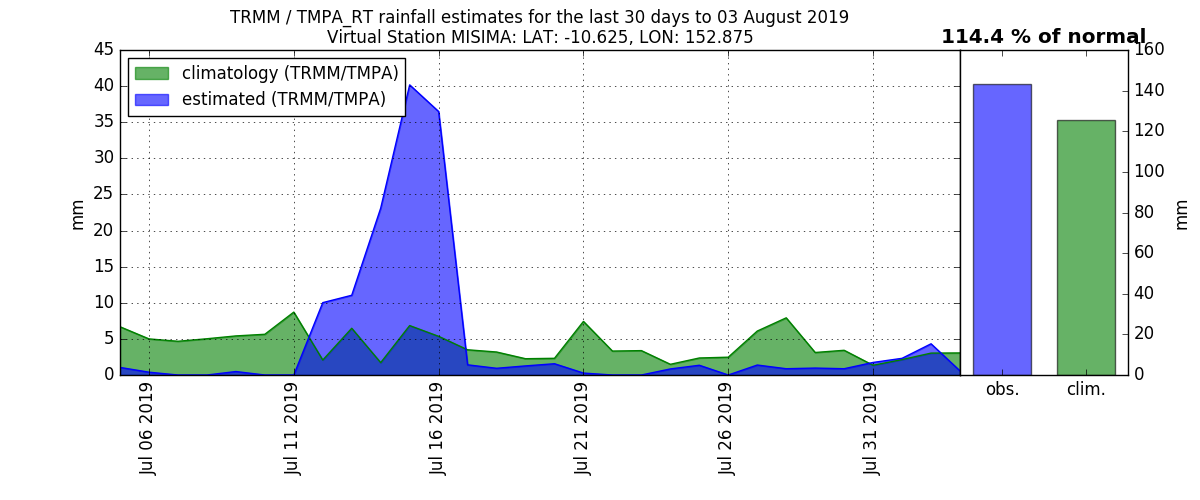 TRMM / TMPA_RT rainfall estimates for the last 30 days to 03 August 2019
Virtual Station MISIMA: LAT: -10.625, LON: 152.875
114.4 % of normal
climatology (TRMM/TMPA)
estimated (TRMM/TMPA)
45
40
35
30
25
20
15
10
5
0
mm
Jul 06 2019
Jul 11 2019
Jul 16 2019
Jul 21 2019
Jul 26 2019
Jul 31 2019
160
140
120
100
80
60
40
20
0
mm
obs.
clim.